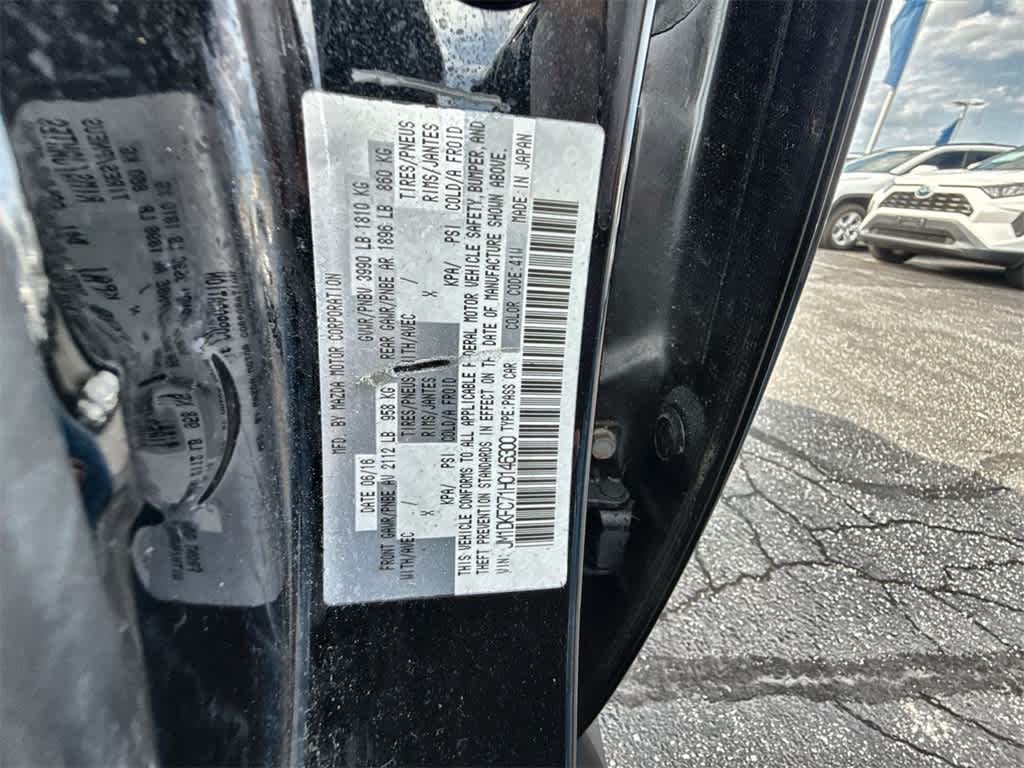 MFD. BY MAZDA MOTOR CORPORATION
DATE 06/16 GVWR/PNBV 3990 LB 1810 KG
FRONT GAWR/PNBE AV 2112 LB 958 KG REAR GAWR/PNBE AR 1896 LB 860 KG
WITH/AVEC / TIRES/PNEUS WITH/AVEC / TIRES/PNEUS
X RIMS/JANTES X RIMS/JANTES
KPA/ PSI COLD/A FROID KPA/ PSI COLD/A FROID
THIS VEHICLE CONFORMS TO ALL APPLICABLE FEDERAL MOTOR VEHICLE SAFETY, BUMPER, AND
THEFT PREVENTION STANDARDS IN EFFECT ON THE DATE OF MANUFACTURE SHOWN ABOVE.
VIN: TYPE:PASS CAR COLOR CODE:41W MADE IN JAPAN